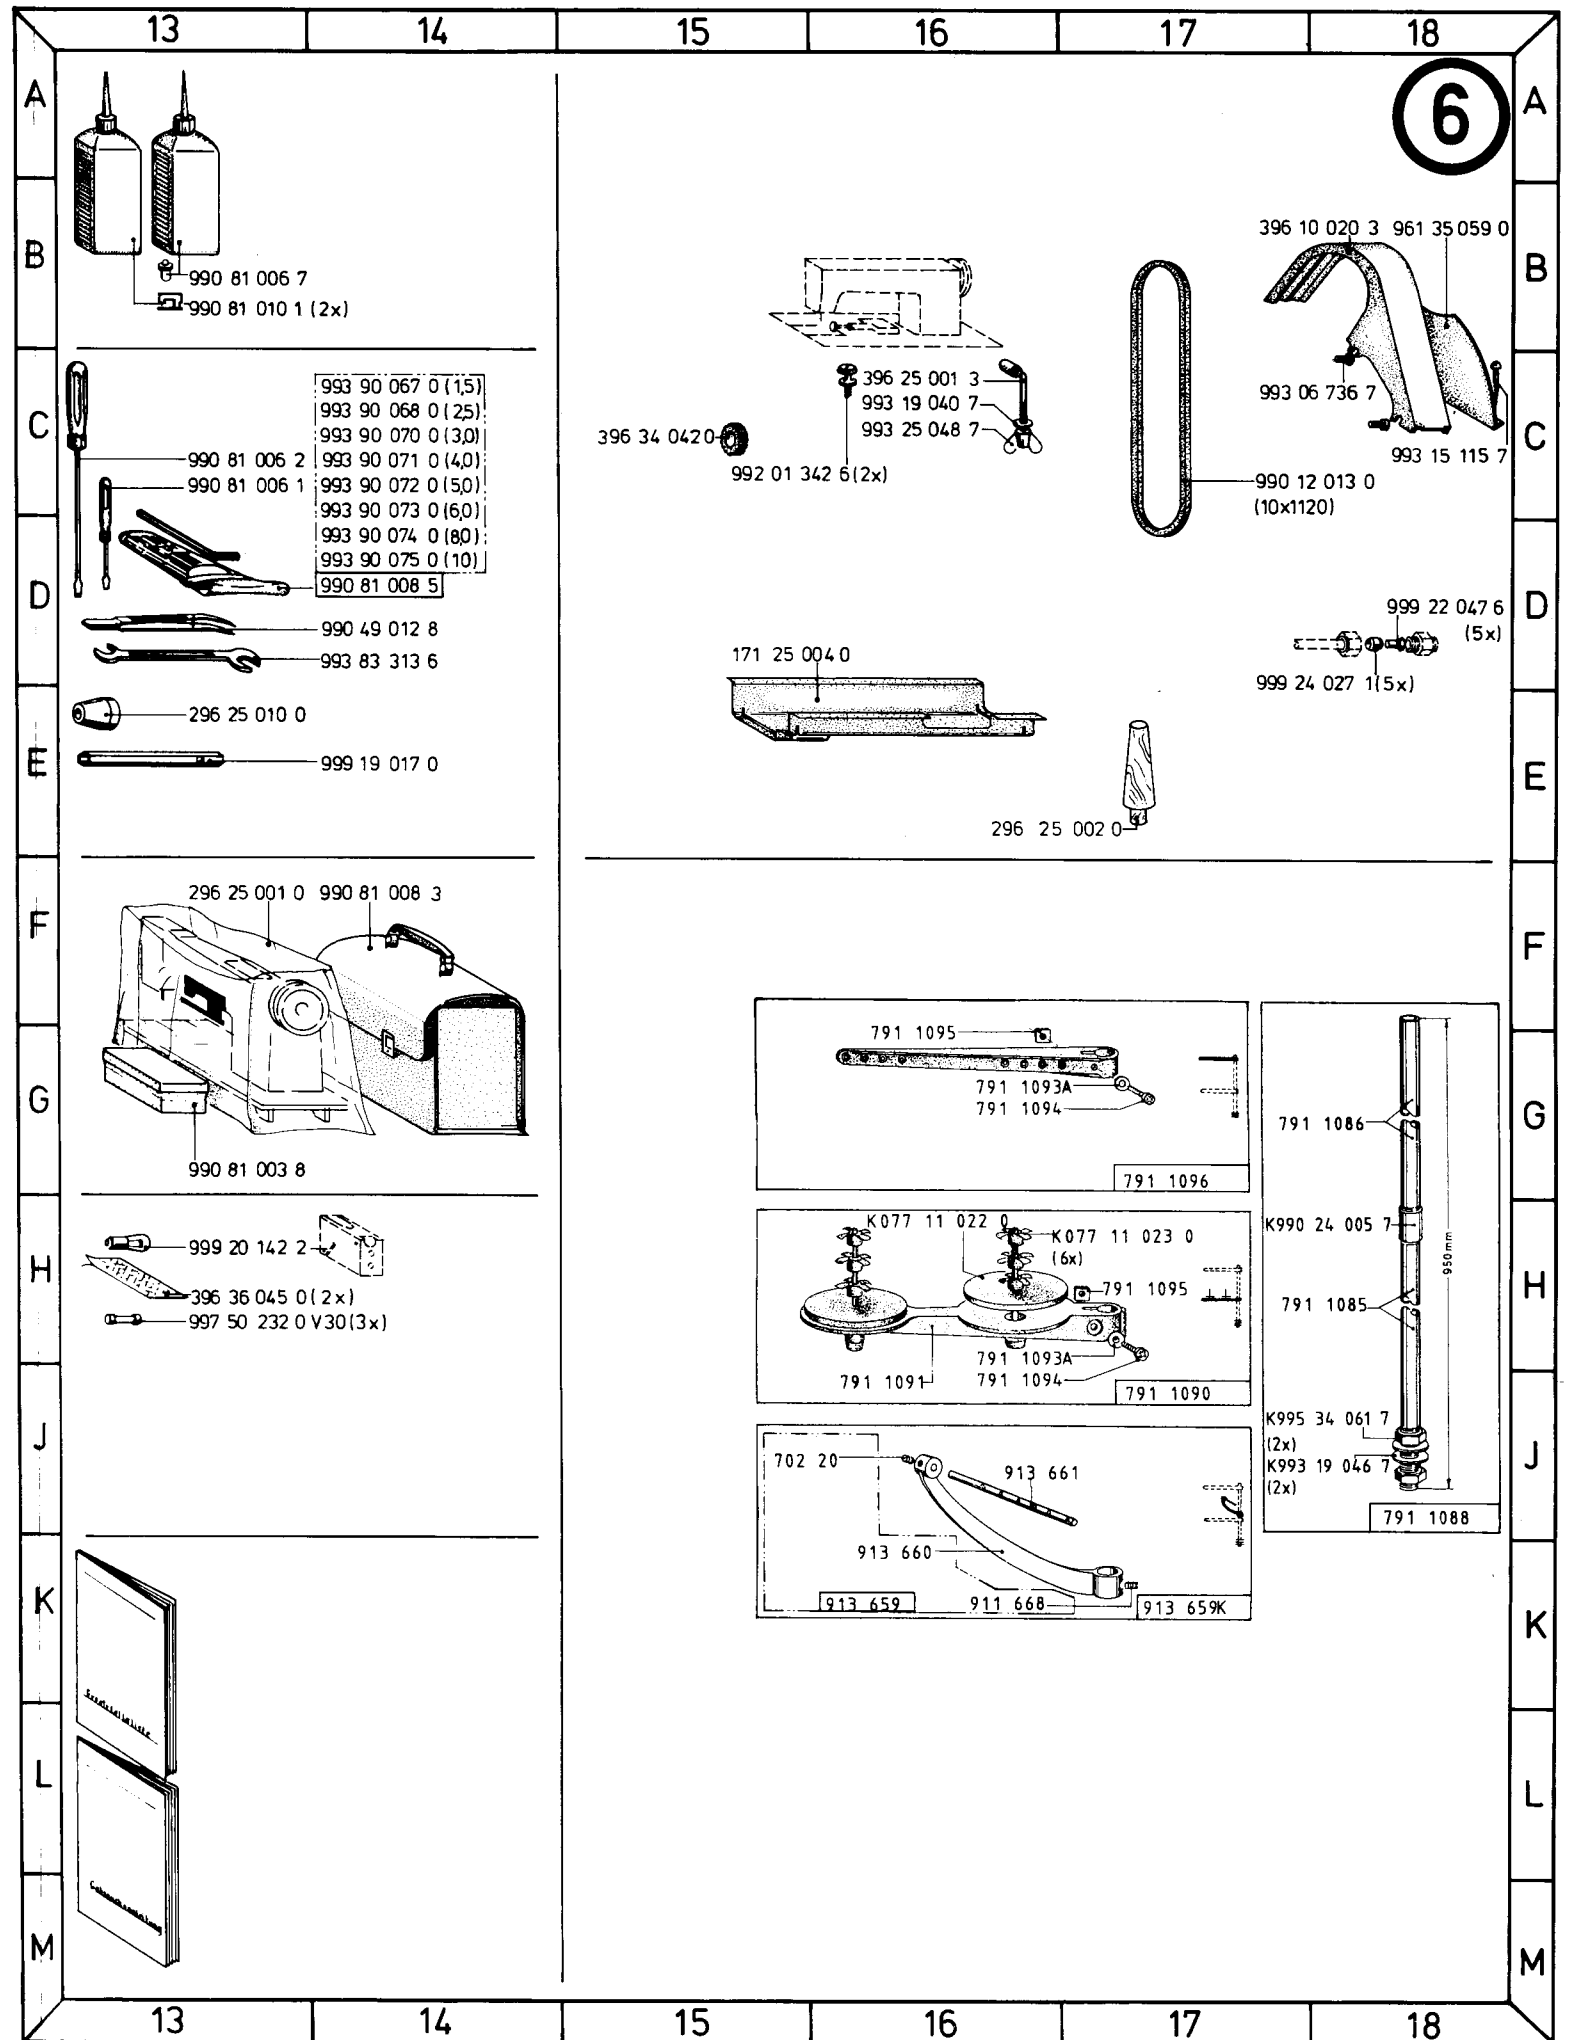 13 14 15 16 17 18
6
A
B
C
D
E
F
G
H
J
K
L
M
990 81 006 7
990 81 010 1 (2x)
990 81 006 2
990 81 006 1
993 90 067 0 (1,5)
993 90 068 0 (2,5)
993 90 070 0 (3,0)
993 90 071 0 (4,0)
993 90 072 0 (5,0)
993 90 073 0 (6,0)
993 90 074 0 (8,0)
993 90 075 0 (10)
990 81 008 5
990 49 012 8
993 83 313 6
296 25 010 0
999 19 017 0
296 25 001 0 990 81 008 3
990 81 003 8
999 20 142 2
396 36 045 0 (2x)
997 50 232 0 V30 (3x)
Ersatzteilliste
Gebrauchsanleitung
396 25 001 3
993 19 040 7
993 25 048 7
396 34 042 0
992 01 342 6 (2x)
396 10 020 3 961 35 059 0
993 06 736 7
993 15 115 7
990 12 013 0
(10x1120)
171 25 004 0
999 22 047 6
(5x)
999 24 027 1 (5x)
296 25 002 0
791 1095
791 1093A
791 1094
791 1096
K077 11 022 0
K077 11 023 0
(6x)
791 1095
791 1093A
791 1091
791 1094
791 1090
702 20
913 661
913 660
913 659
911 668
913 659K
791 1086
K990 24 005 7
950mm
791 1085
K995 34 061 7
(2x)
K993 19 046 7
(2x)
791 1088
A
B
C
D
E
F
G
H
J
K
L
M
13 14 15 16 17 18